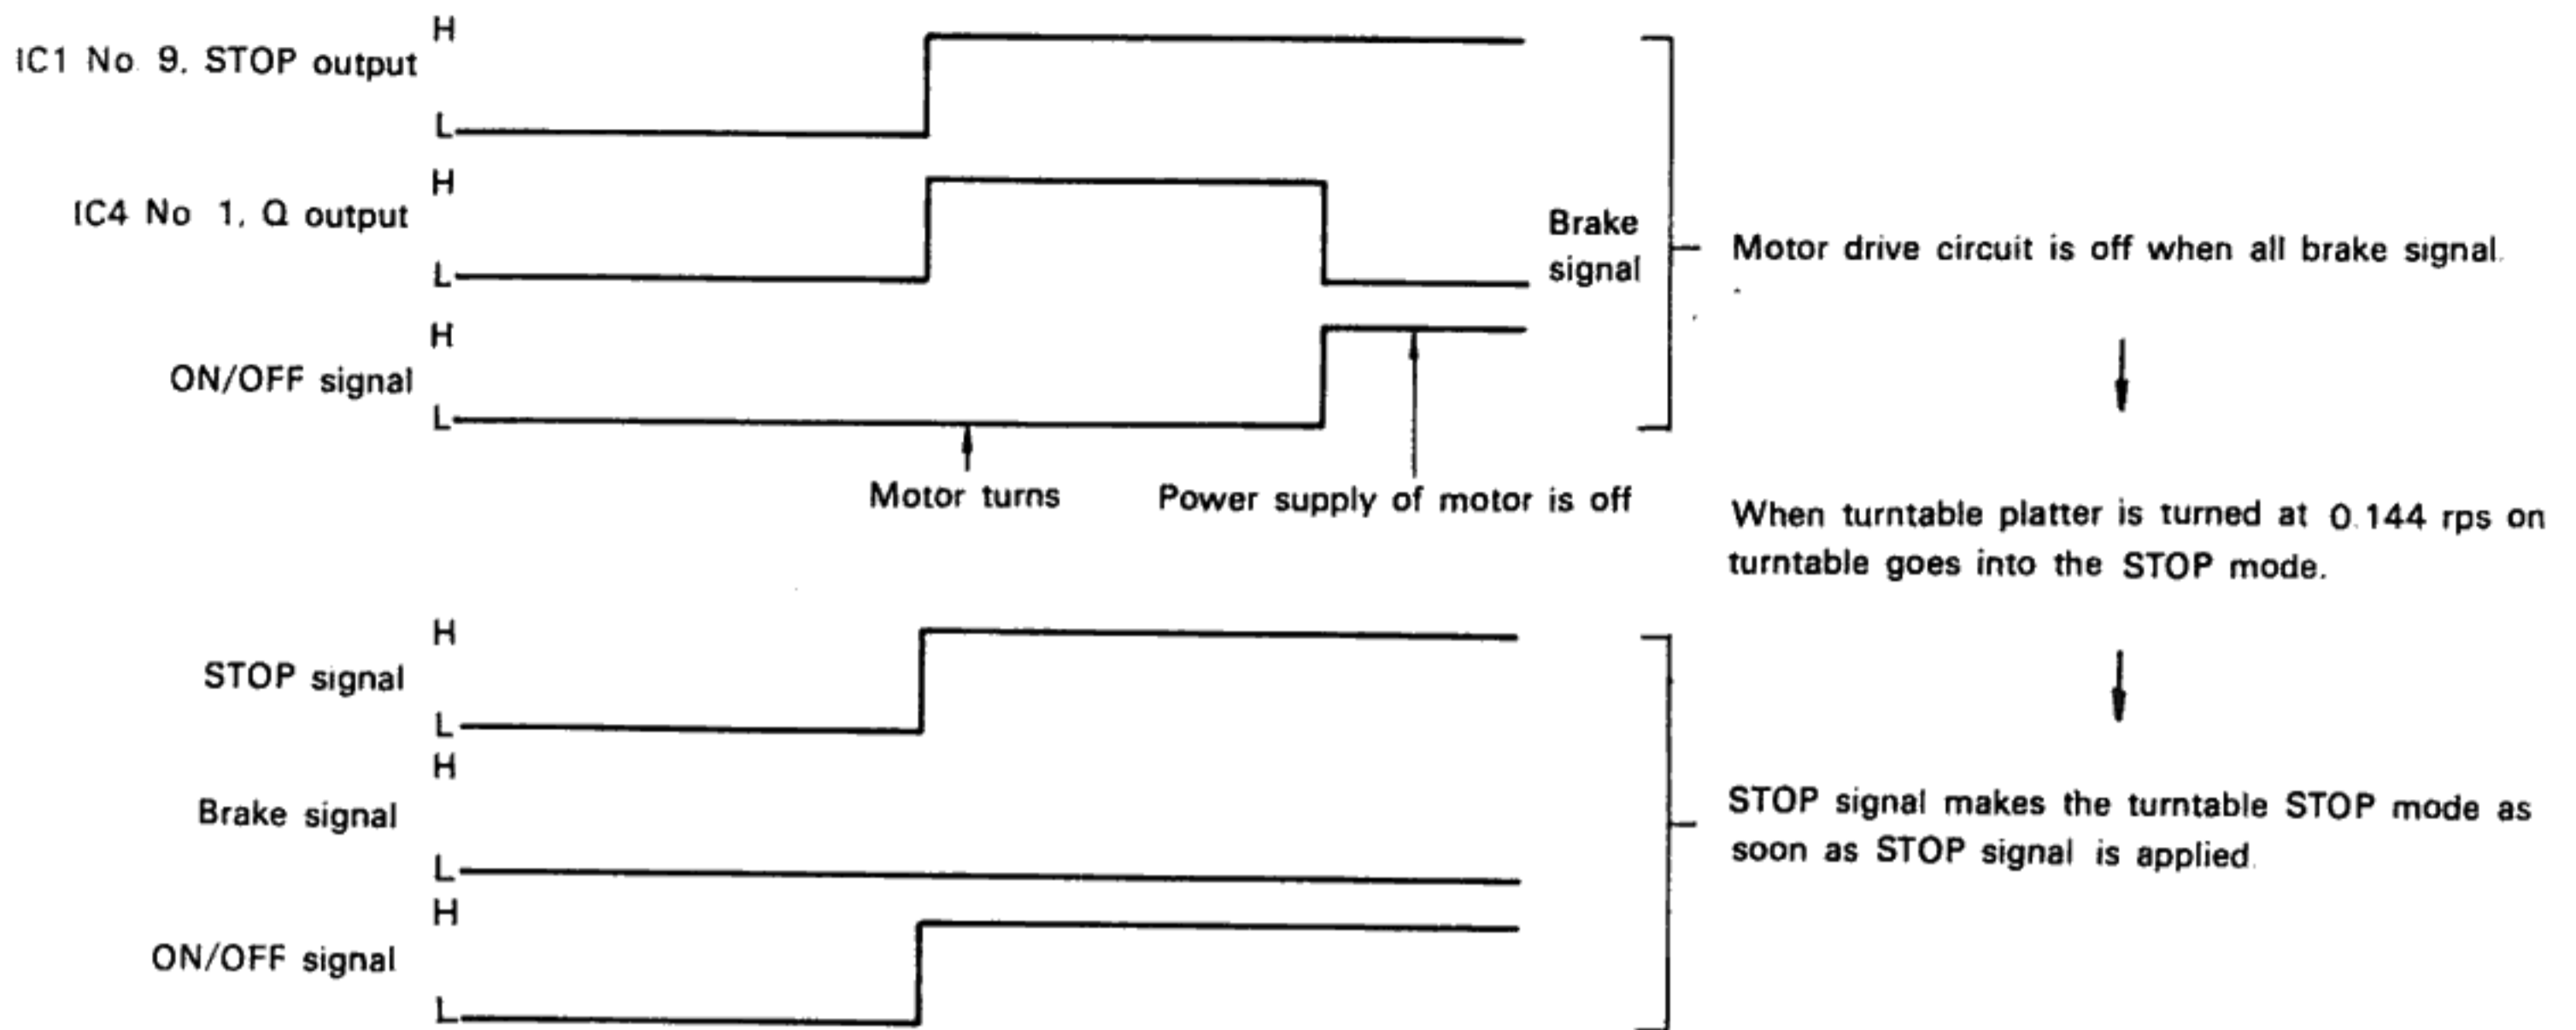 H
IC1 No. 9. STOP output
L
H
IC4 No 1. Q output
L
Brake
signal
Motor drive circuit is off when all brake signal.
H
ON/OFF signal
L
Motor turns
Power supply of motor is off
When turntable platter is turned at 0.144 rps on
turntable goes into the STOP mode.
H
STOP signal
L
H
Brake signal
L
STOP signal makes the turntable STOP mode as
soon as STOP signal is applied.
H
ON/OFF signal
L